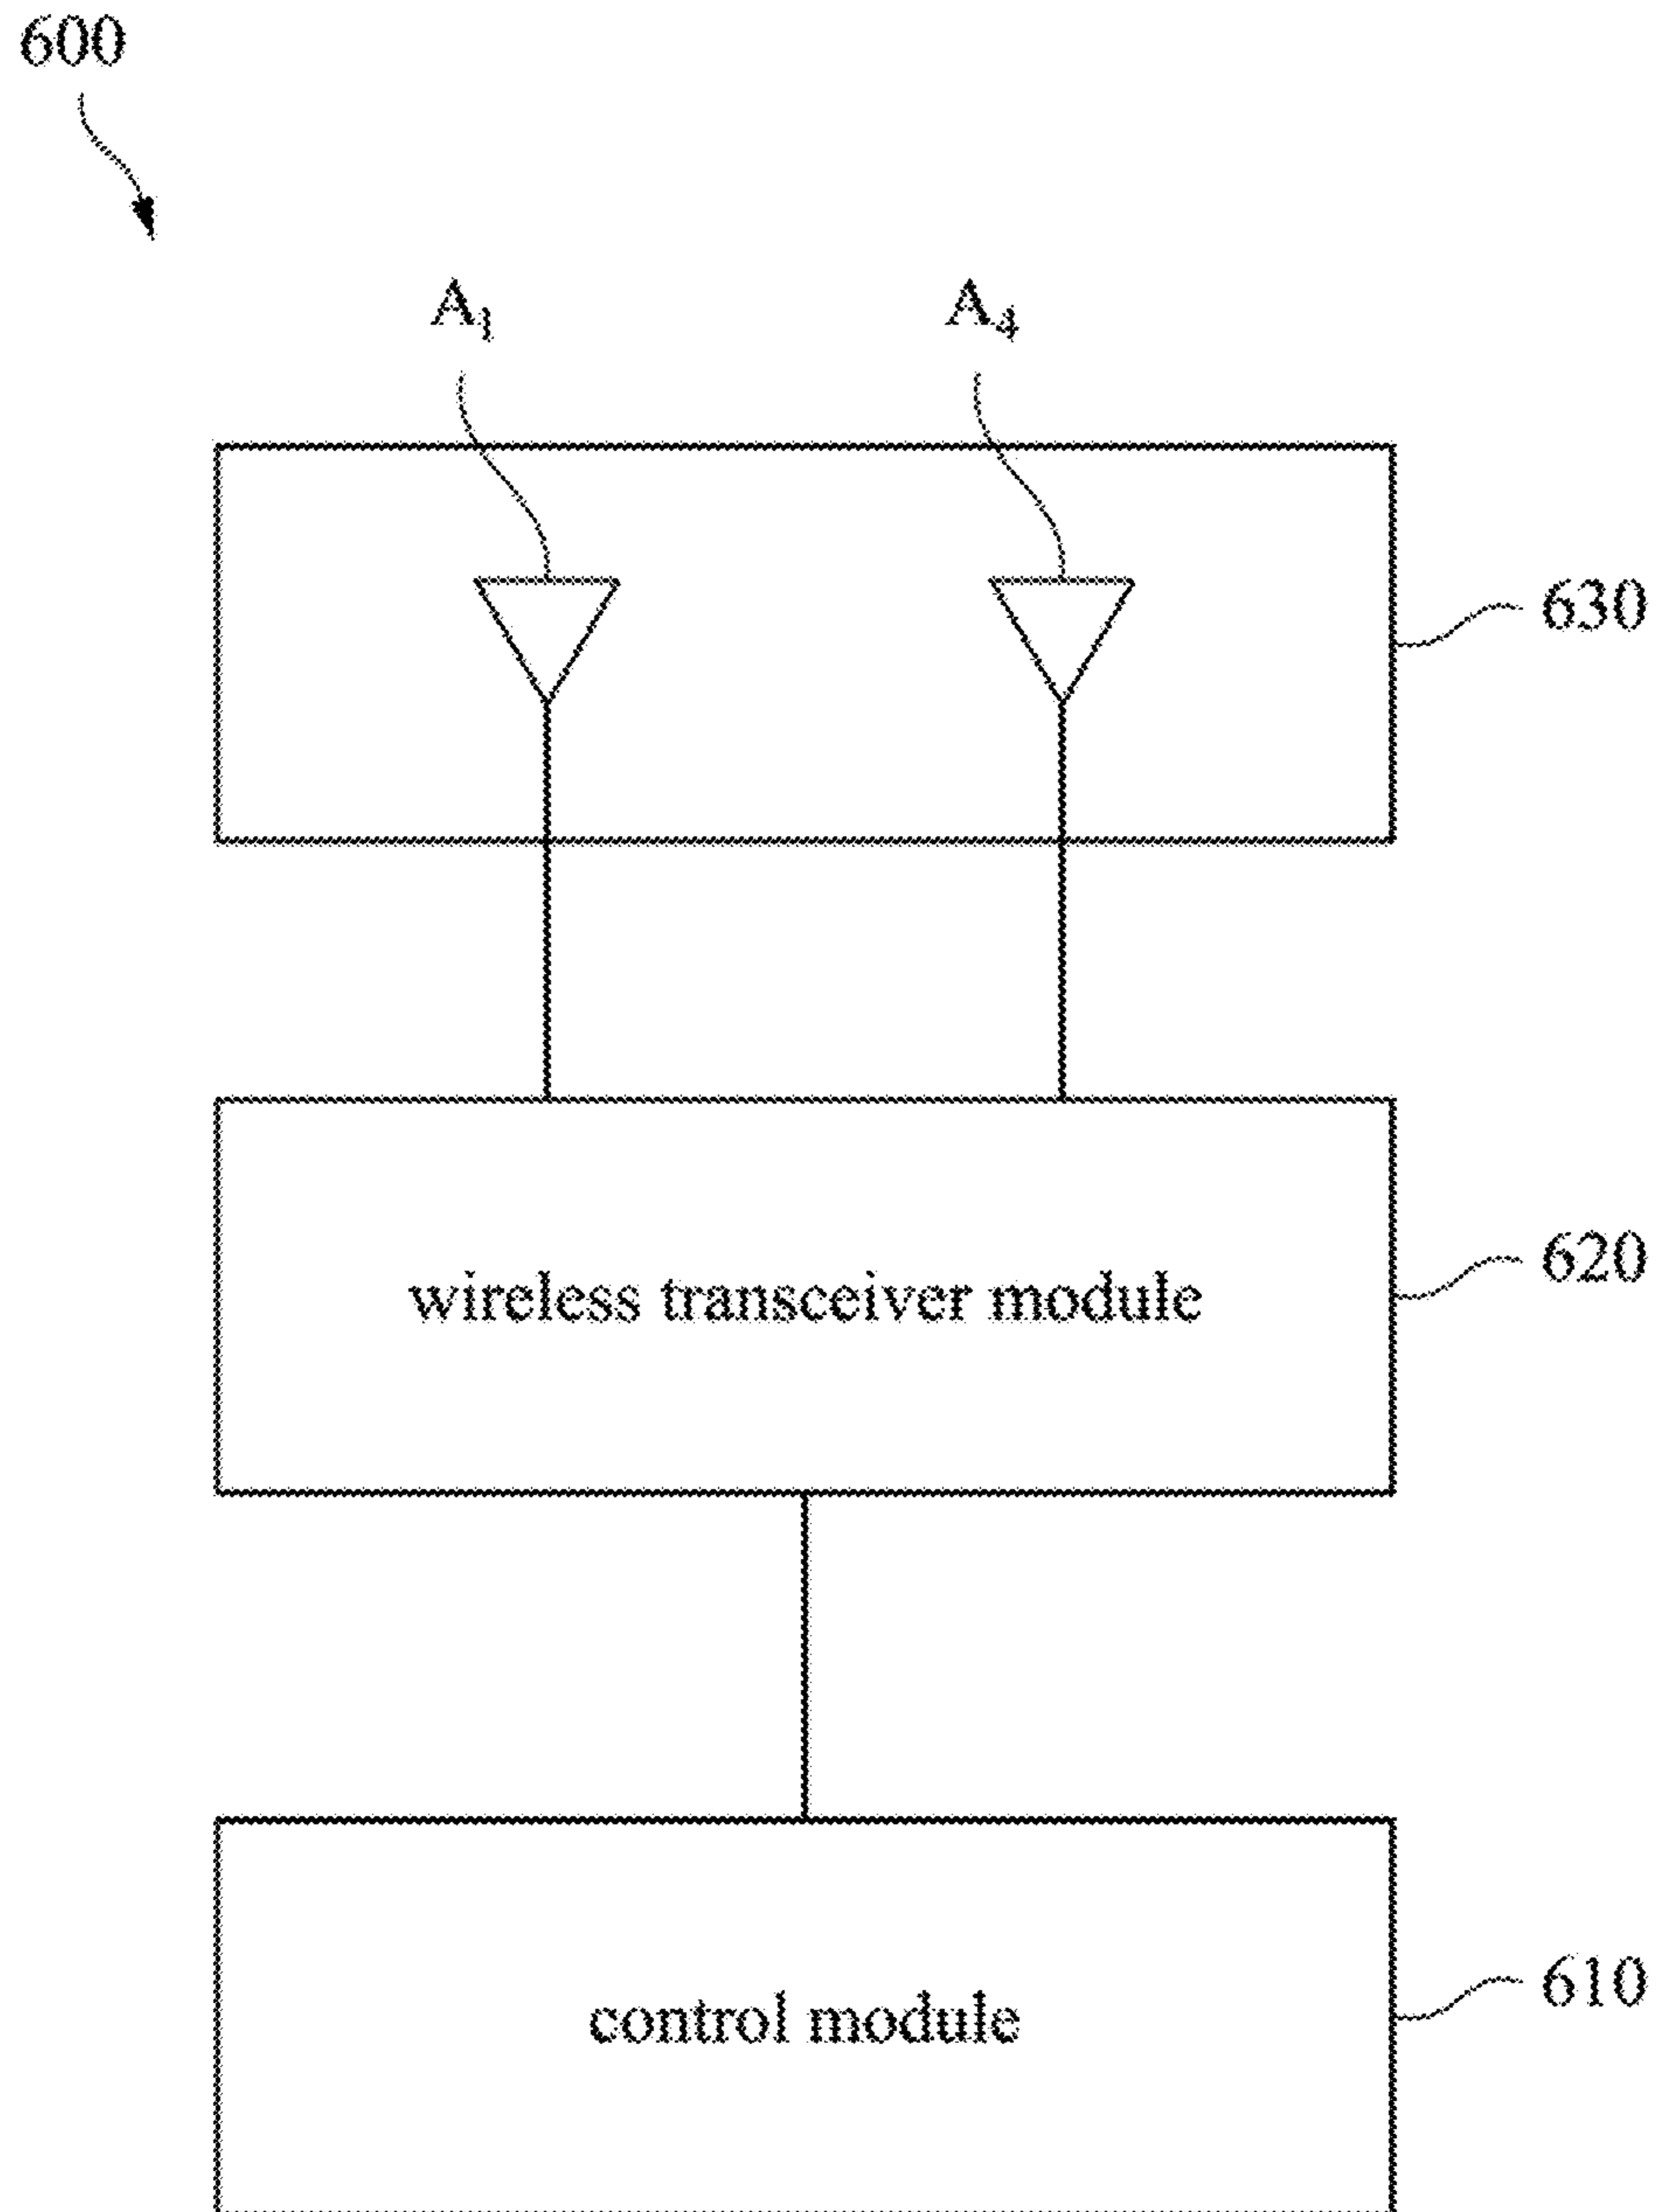 600
A₁ A₄
630
620
wireless transceiver module
610
control module